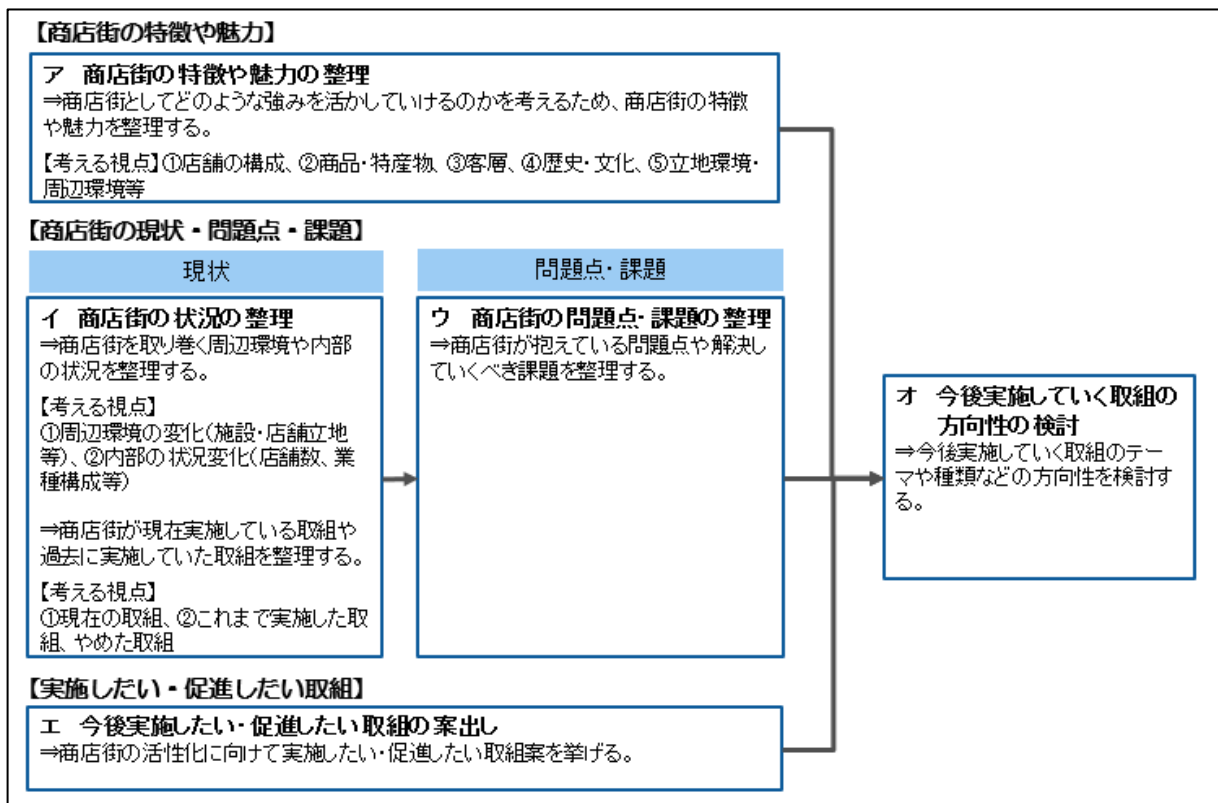 【商店街の特徴や魅力】
ア 商店街の特徴や魅力の整理
⇒商店街としてどのような強みを活かしていけるのかを考えるため、商店街の特徴
や魅力を整理する。
【考える視点】①店舗の構成、②商品・特産物、③客層、④歴史・文化、⑤立地環境・
周辺環境等
【商店街の現状・問題点・課題】
現状
イ 商店街の状況の整理
⇒商店街を取り巻く周辺環境や内部
の状況を整理する。
【考える視点】
①周辺環境の変化(施設・店舗立地
等)、②内部の状況変化(店舗数、業
種構成等)
⇒商店街が現在実施している取組や
過去に実施していた取組を整理する。
【考える視点】
①現在の取組、②これまで実施した取
組、やめた取組
問題点・課題
ウ 商店街の問題点・課題の整理
⇒商店街が抱えている問題点や解決し
ていくべき課題を整理する。
【実施したい・促進したい取組】
エ 今後実施したい・促進したい取組の案出し
⇒商店街の活性化に向けて実施したい・促進したい取組案を挙げる。
オ 今後実施していく取組の
方向性の検討
⇒今後実施していく取組のテー
マや種類などの方向性を検討す
る。